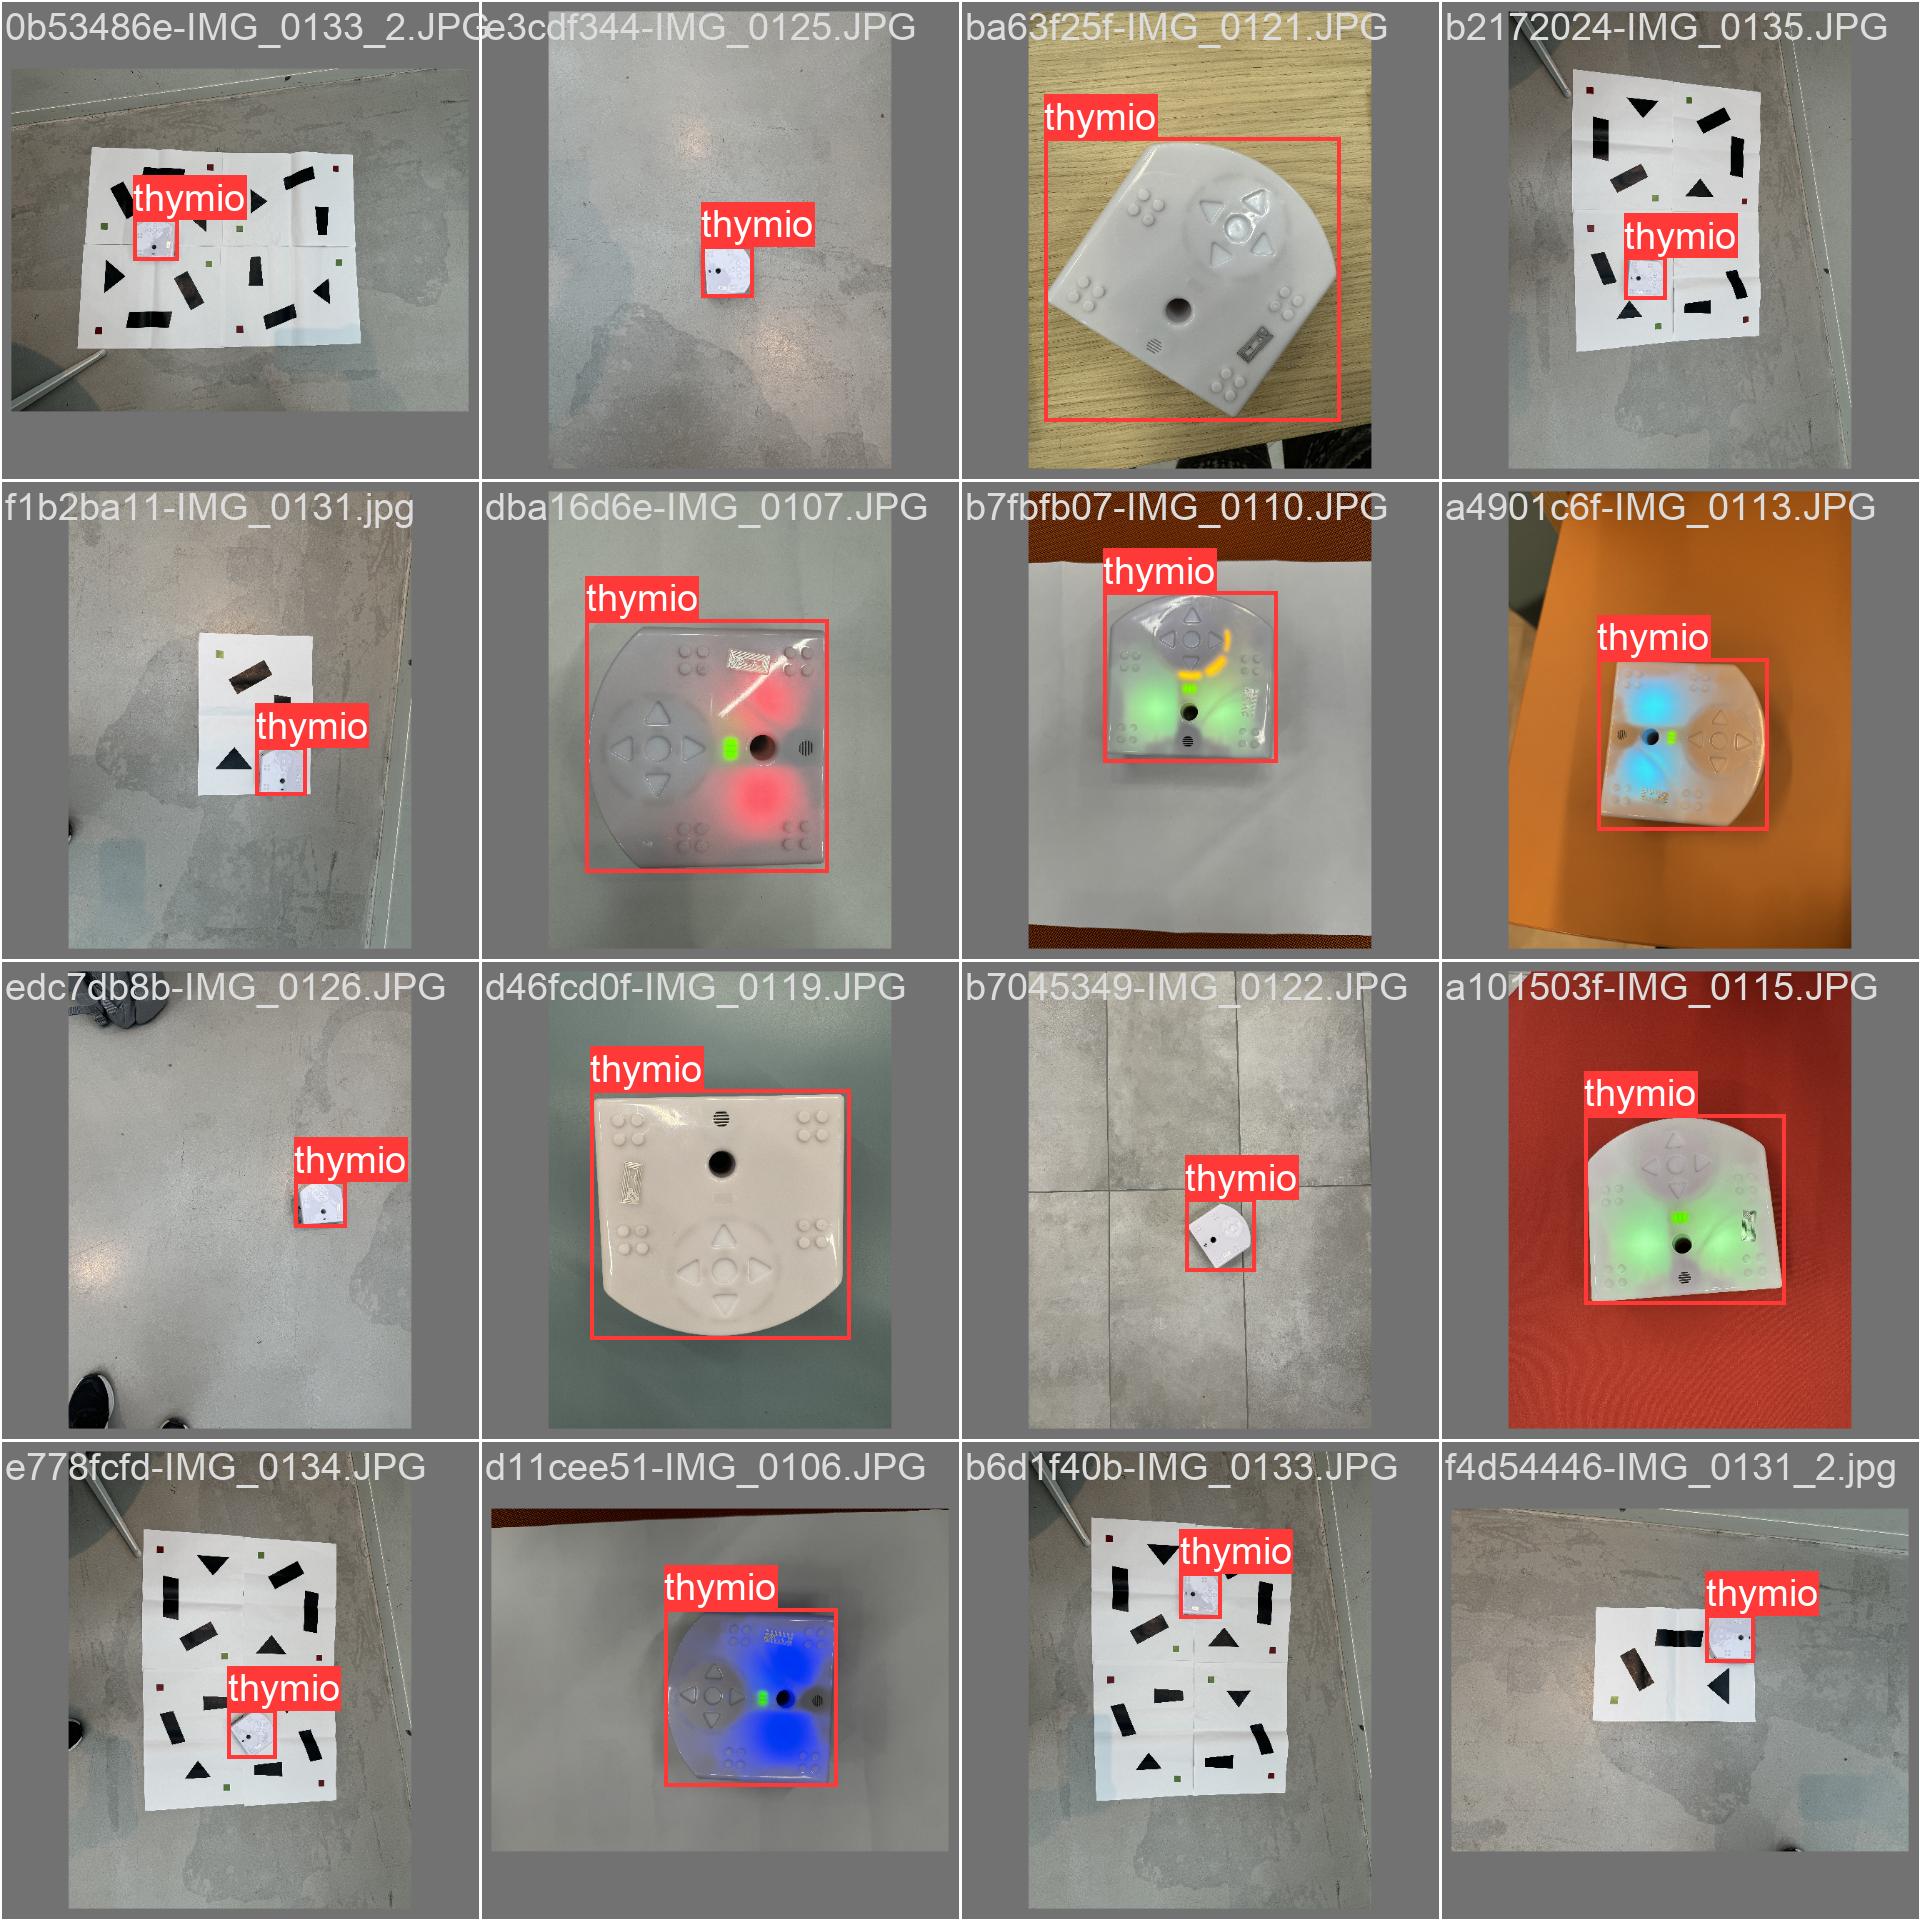 0b53486e-IMG_0133_2.JPG
e3cdf344-IMG_0125.JPG
ba63f25f-IMG_0121.JPG
b2172024-IMG_0135.JPG
thymio
thymio
thymio
thymio
f1b2ba11-IMG_0131.jpg
dba16d6e-IMG_0107.JPG
b7fbfb07-IMG_0110.JPG
a4901c6f-IMG_0113.JPG
thymio
thymio
thymio
thymio
edc7db8b-IMG_0126.JPG
d46fcd0f-IMG_0119.JPG
b7045349-IMG_0122.JPG
a101503f-IMG_0115.JPG
thymio
thymio
thymio
thymio
e778fcfd-IMG_0134.JPG
d11cee51-IMG_0106.JPG
b6d1f40b-IMG_0133.JPG
f4d54446-IMG_0131_2.jpg
thymio
thymio
thymio
thymio